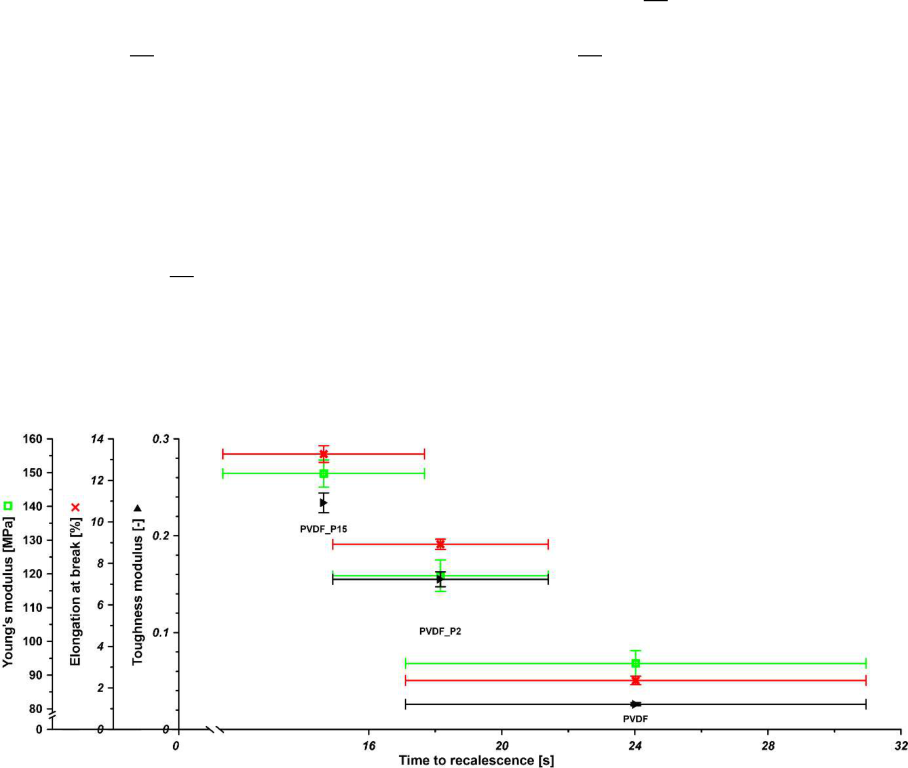 Young's modulus [MPa]
160
150
140
130
120
110
100
90
80
0
Elongation at break [%]
14
12
10
8
6
4
2
0
Toughness modulus [-]
0.3
0.2
0.1
0
PVDF_P15
PVDF_P2
PVDF
0 16 20 24 28 32
Time to recalescence [s]